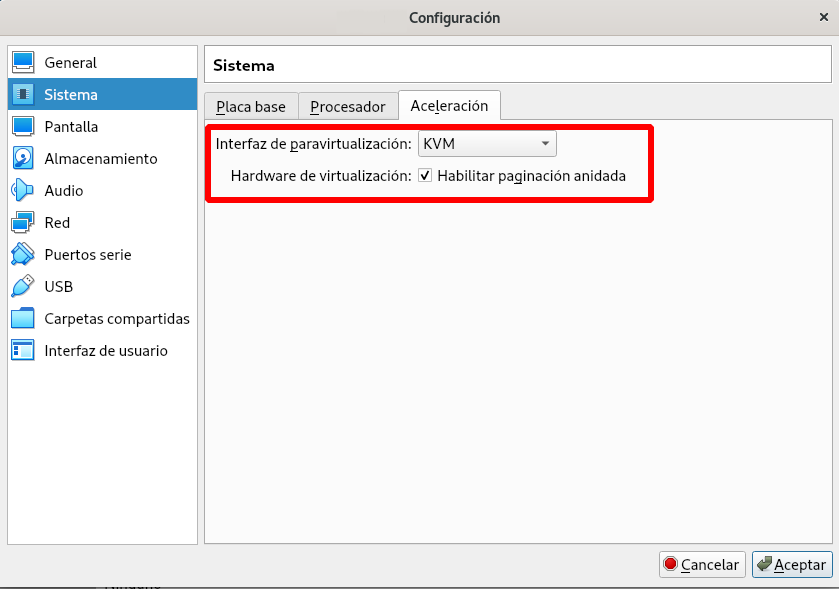 Configuración
General
Sistema
Pantalla
Almacenamiento
Audio
Red
Puertos serie
USB
Carpetas compartidas
Interfaz de usuario
Sistema
Placa base Procesador Aceleración
Interfaz de paravirtualización: KVM
Hardware de virtualización: Habilitar paginación anidada
Cancelar Aceptar